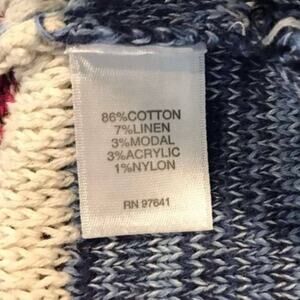 86%COTTON
7%LINEN
3%MODAL
3%ACRYLIC
1%NYLON
RN 97641